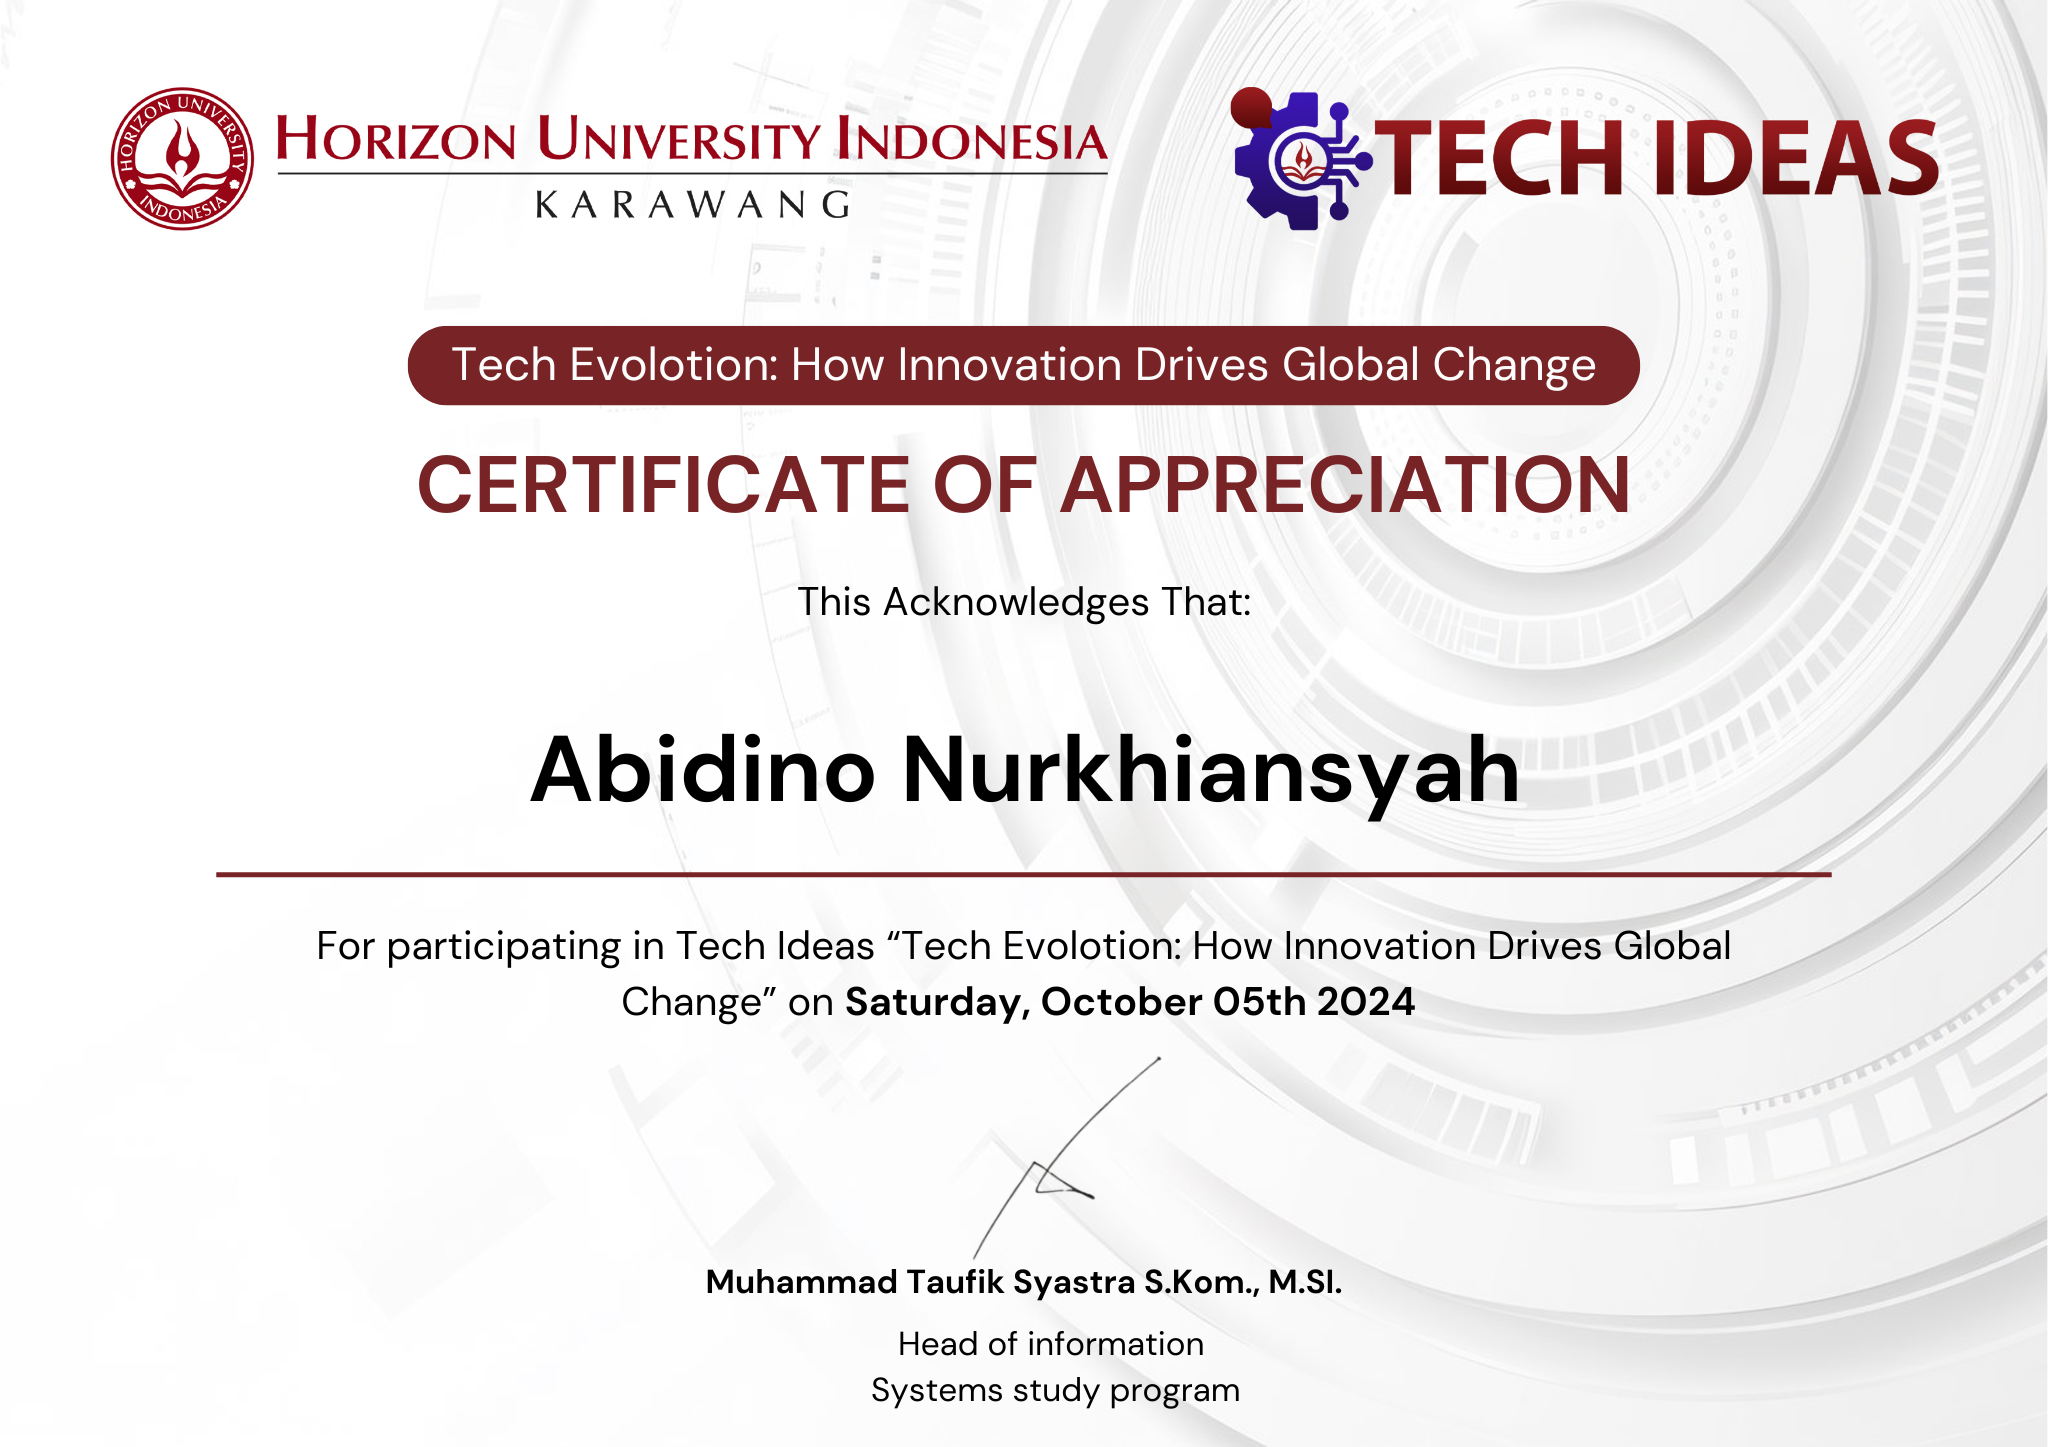 HORIZON UNIVERSITY
INDONESIA
HORIZON UNIVERSITY INDONESIA
KARAWANG
TECH IDEAS
Tech Evolotion: How Innovation Drives Global Change
CERTIFICATE OF APPRECIATION
This Acknowledges That:
Abidino Nurkhiansyah
For participating in Tech Ideas “Tech Evolotion: How Innovation Drives Global
Change” on Saturday, October 05th 2024
Muhammad Taufik Syastra S.Kom., M.SI.
Head of information
Systems study program